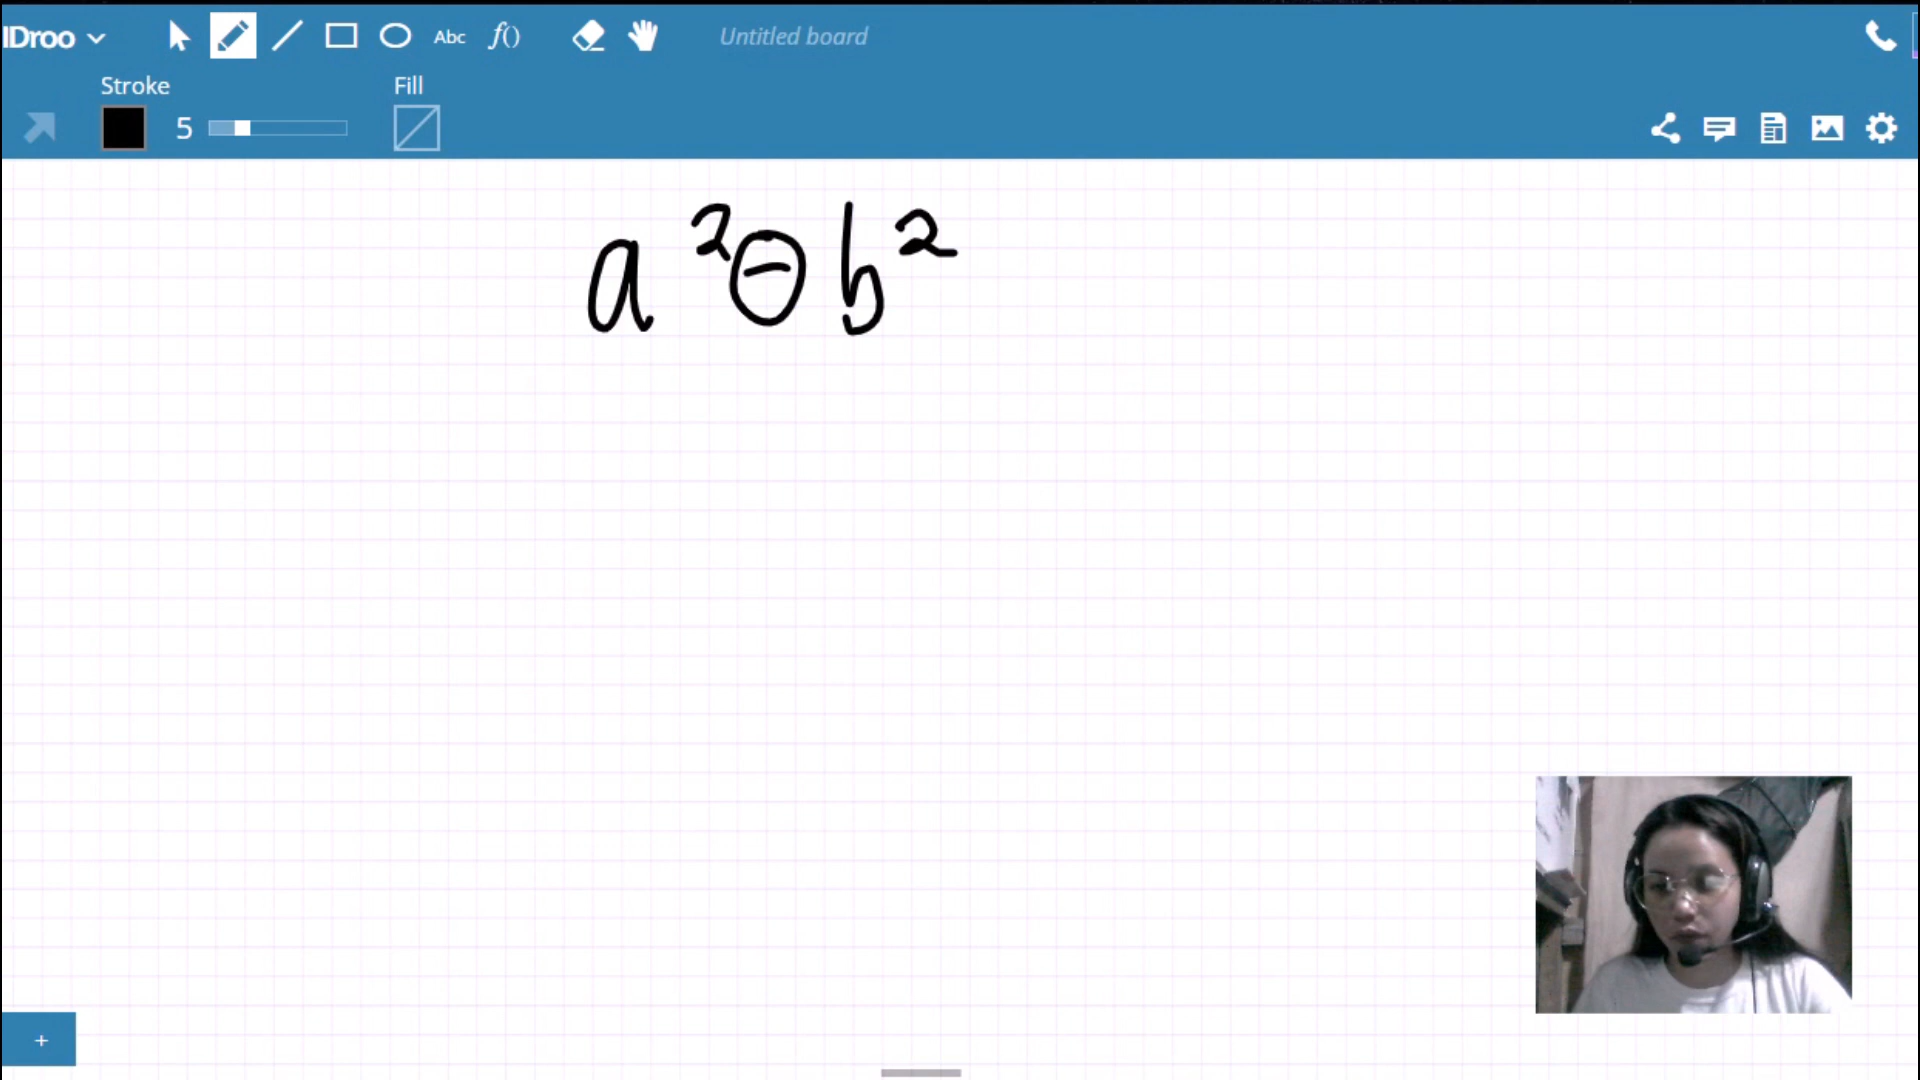 IDroo Abc f() Untitled board
Stroke Fill
5
a² ⊖ b²
+